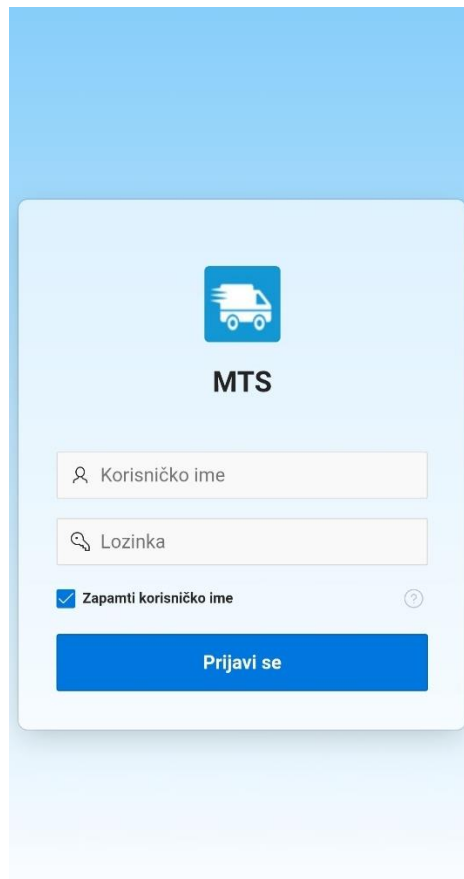 MTS
Korisničko ime
Lozinka
Zapamti korisničko ime
?
Prijavi se